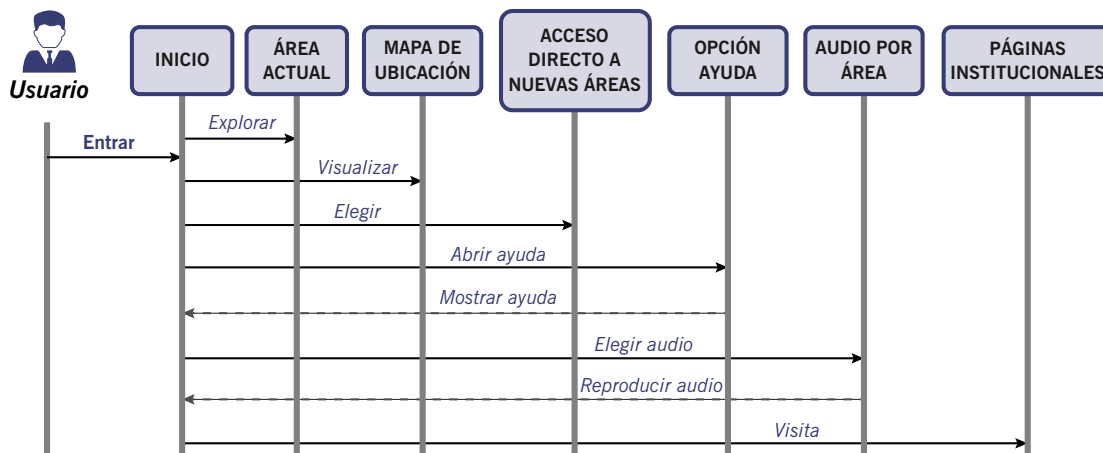 Usuario
INICIO
ÁREA
ACTUAL
MAPA DE
UBICACIÓN
ACCESO
DIRECTO A
NUEVAS ÁREAS
OPCIÓN
AYUDA
AUDIO POR
ÁREA
PÁGINAS
INSTITUCIONALES
Explorar
Entrar
Visualizar
Elegir
Abrir ayuda
Mostrar ayuda
Elegir audio
Reproducir audio
Visita